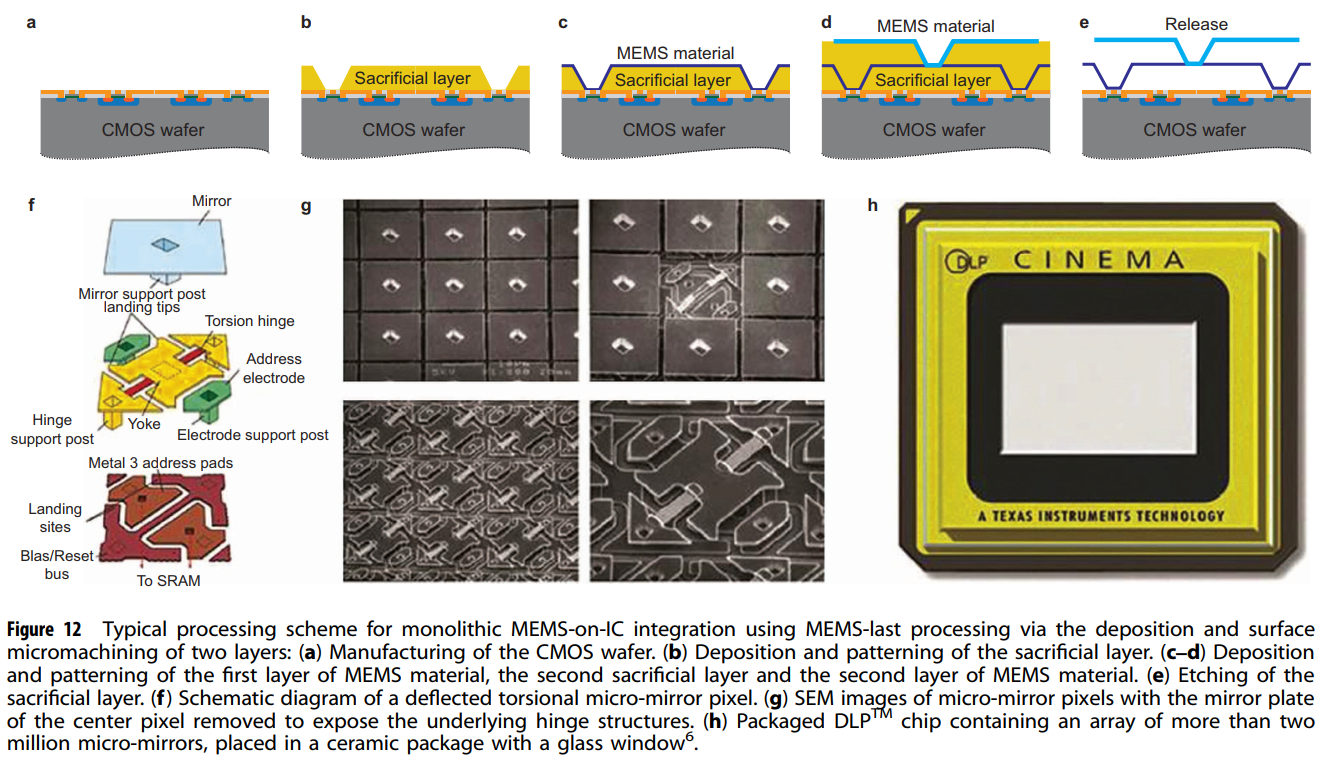 a
b
c
d
e
CMOS wafer
Sacrificial layer
CMOS wafer
MEMS material
Sacrificial layer
CMOS wafer
MEMS material
Sacrificial layer
CMOS wafer
Release
CMOS wafer
f
Mirror
Mirror support post
landing tips
Torsion hinge
Address
electrode
Hinge
support post
Yoke
Electrode support post
Metal 3 address pads
Landing
sites
Blas/Reset
bus
To SRAM
g
h
DLP CINEMA
A TEXAS INSTRUMENTS TECHNOLOGY
Figure 12 Typical processing scheme for monolithic MEMS-on-IC integration using MEMS-last processing via the deposition and surface
micromachining of two layers: (a) Manufacturing of the CMOS wafer. (b) Deposition and patterning of the sacrificial layer. (c–d) Deposition
and patterning of the first layer of MEMS material, the second sacrificial layer and the second layer of MEMS material. (e) Etching of the
sacrificial layer. (f) Schematic diagram of a deflected torsional micro-mirror pixel. (g) SEM images of micro-mirror pixels with the mirror plate
of the center pixel removed to expose the underlying hinge structures. (h) Packaged DLP™ chip containing an array of more than two
million micro-mirrors, placed in a ceramic package with a glass window6.